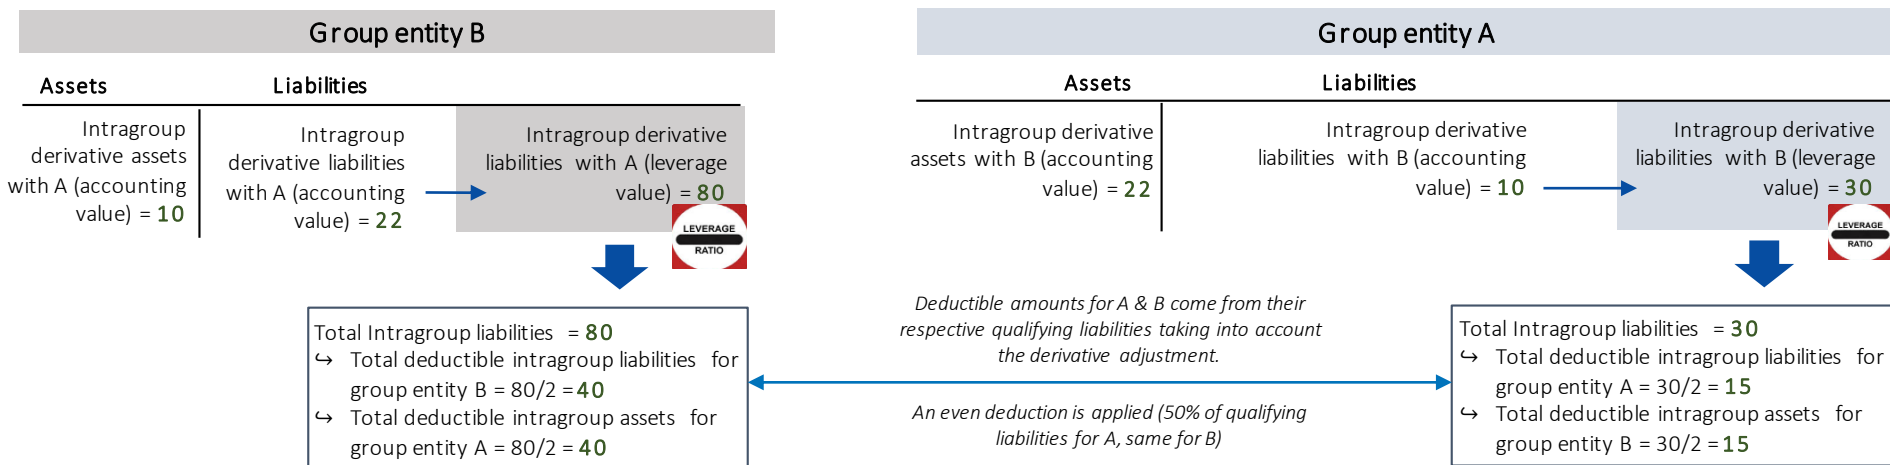 Group entity B
Assets
Liabilities
Intragroup
derivative assets
with A (accounting
value) = 10
Intragroup
derivative liabilities
with A (accounting
value) = 22
Intragroup derivative
liabilities with A (leverage
value) = 80
LEVERAGE
RATIO
Total Intragroup liabilities = 80
↪ Total deductible intragroup liabilities for
group entity B = 80/2 = 40
↪ Total deductible intragroup assets for
group entity A = 80/2 = 40
Deductible amounts for A & B come from their
respective qualifying liabilities taking into account
the derivative adjustment.
An even deduction is applied (50% of qualifying
liabilities for A, same for B)
Group entity A
Assets
Liabilities
Intragroup derivative
assets with B (accounting
value) = 22
Intragroup derivative
liabilities with B (accounting
value) = 10
Intragroup derivative
liabilities with B (leverage
value) = 30
LEVERAGE
RATIO
Total Intragroup liabilities = 30
↪ Total deductible intragroup liabilities for
group entity A = 30/2 = 15
↪ Total deductible intragroup assets for
group entity B = 30/2 = 15